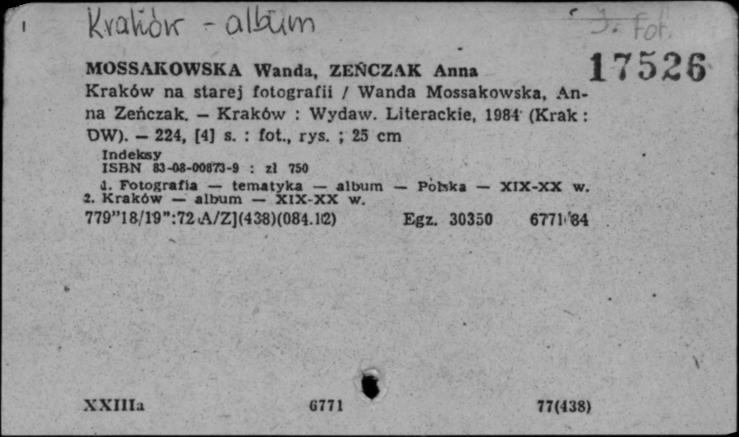 Kraków - album
J. Fot.
17526
MOSSAKOWSKA Wanda, ZEŃCZAK Anna
Kraków na starej fotografii / Wanda Mossakowska, An-
na Zeńczak. — Kraków : Wydaw. Literackie, 1984 (Krak :
DW). — 224, [4] s. : fot., rys. ; 25 cm
Indeksy
ISBN 83-08-00873-9 : zł 750
1. Fotografia — tematyka — album — Polska — XIX-XX w.
2. Kraków — album — XIX-XX w.
779"18/19":72 A/Z](438)(084.12) Egz. 30350 6771/84
XXIIIa 6771 77(438)